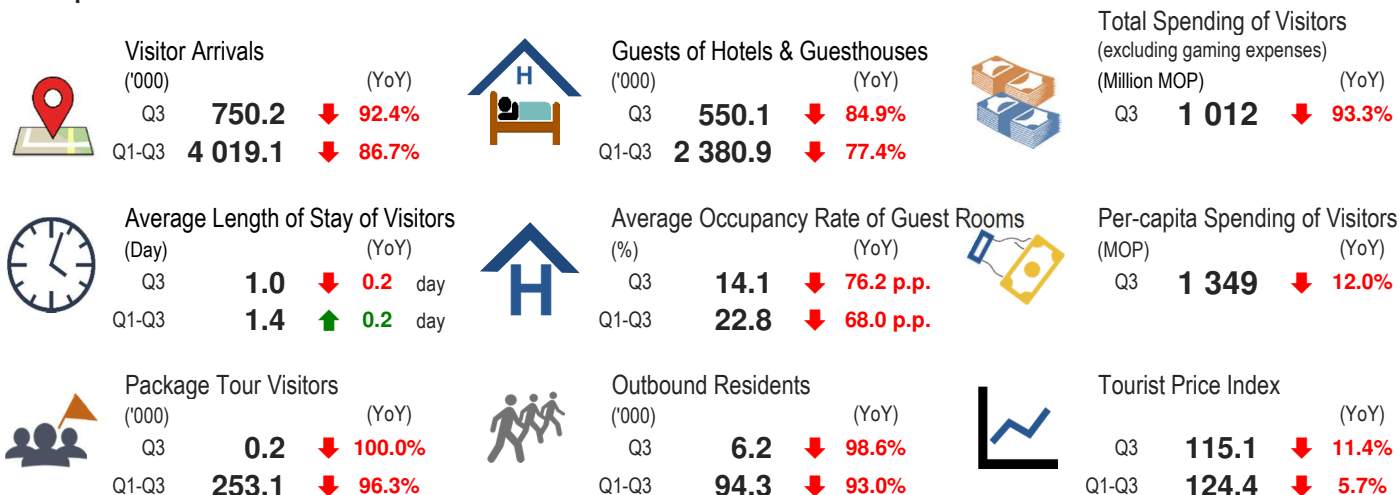 Visitor Arrivals
('000) (YoY)
Q3 750.2 92.4%
Q1-Q3 4 019.1 86.7%
H
Guests of Hotels & Guesthouses
('000) (YoY)
Q3 550.1 84.9%
Q1-Q3 2 380.9 77.4%
Total Spending of Visitors
(excluding gaming expenses)
(Million MOP) (YoY)
Q3 1 012 93.3%
Average Length of Stay of Visitors
(Day) (YoY)
Q3 1.0 0.2 day
Q1-Q3 1.4 0.2 day
H
Average Occupancy Rate of Guest Rooms
(%) (YoY)
Q3 14.1 76.2 p.p.
Q1-Q3 22.8 68.0 p.p.
Per-capita Spending of Visitors
(MOP) (YoY)
Q3 1 349 12.0%
Package Tour Visitors
('000) (YoY)
Q3 0.2 100.0%
Q1-Q3 253.1 96.3%
Outbound Residents
('000) (YoY)
Q3 6.2 98.6%
Q1-Q3 94.3 93.0%
Tourist Price Index
(YoY)
Q3 115.1 11.4%
Q1-Q3 124.4 5.7%